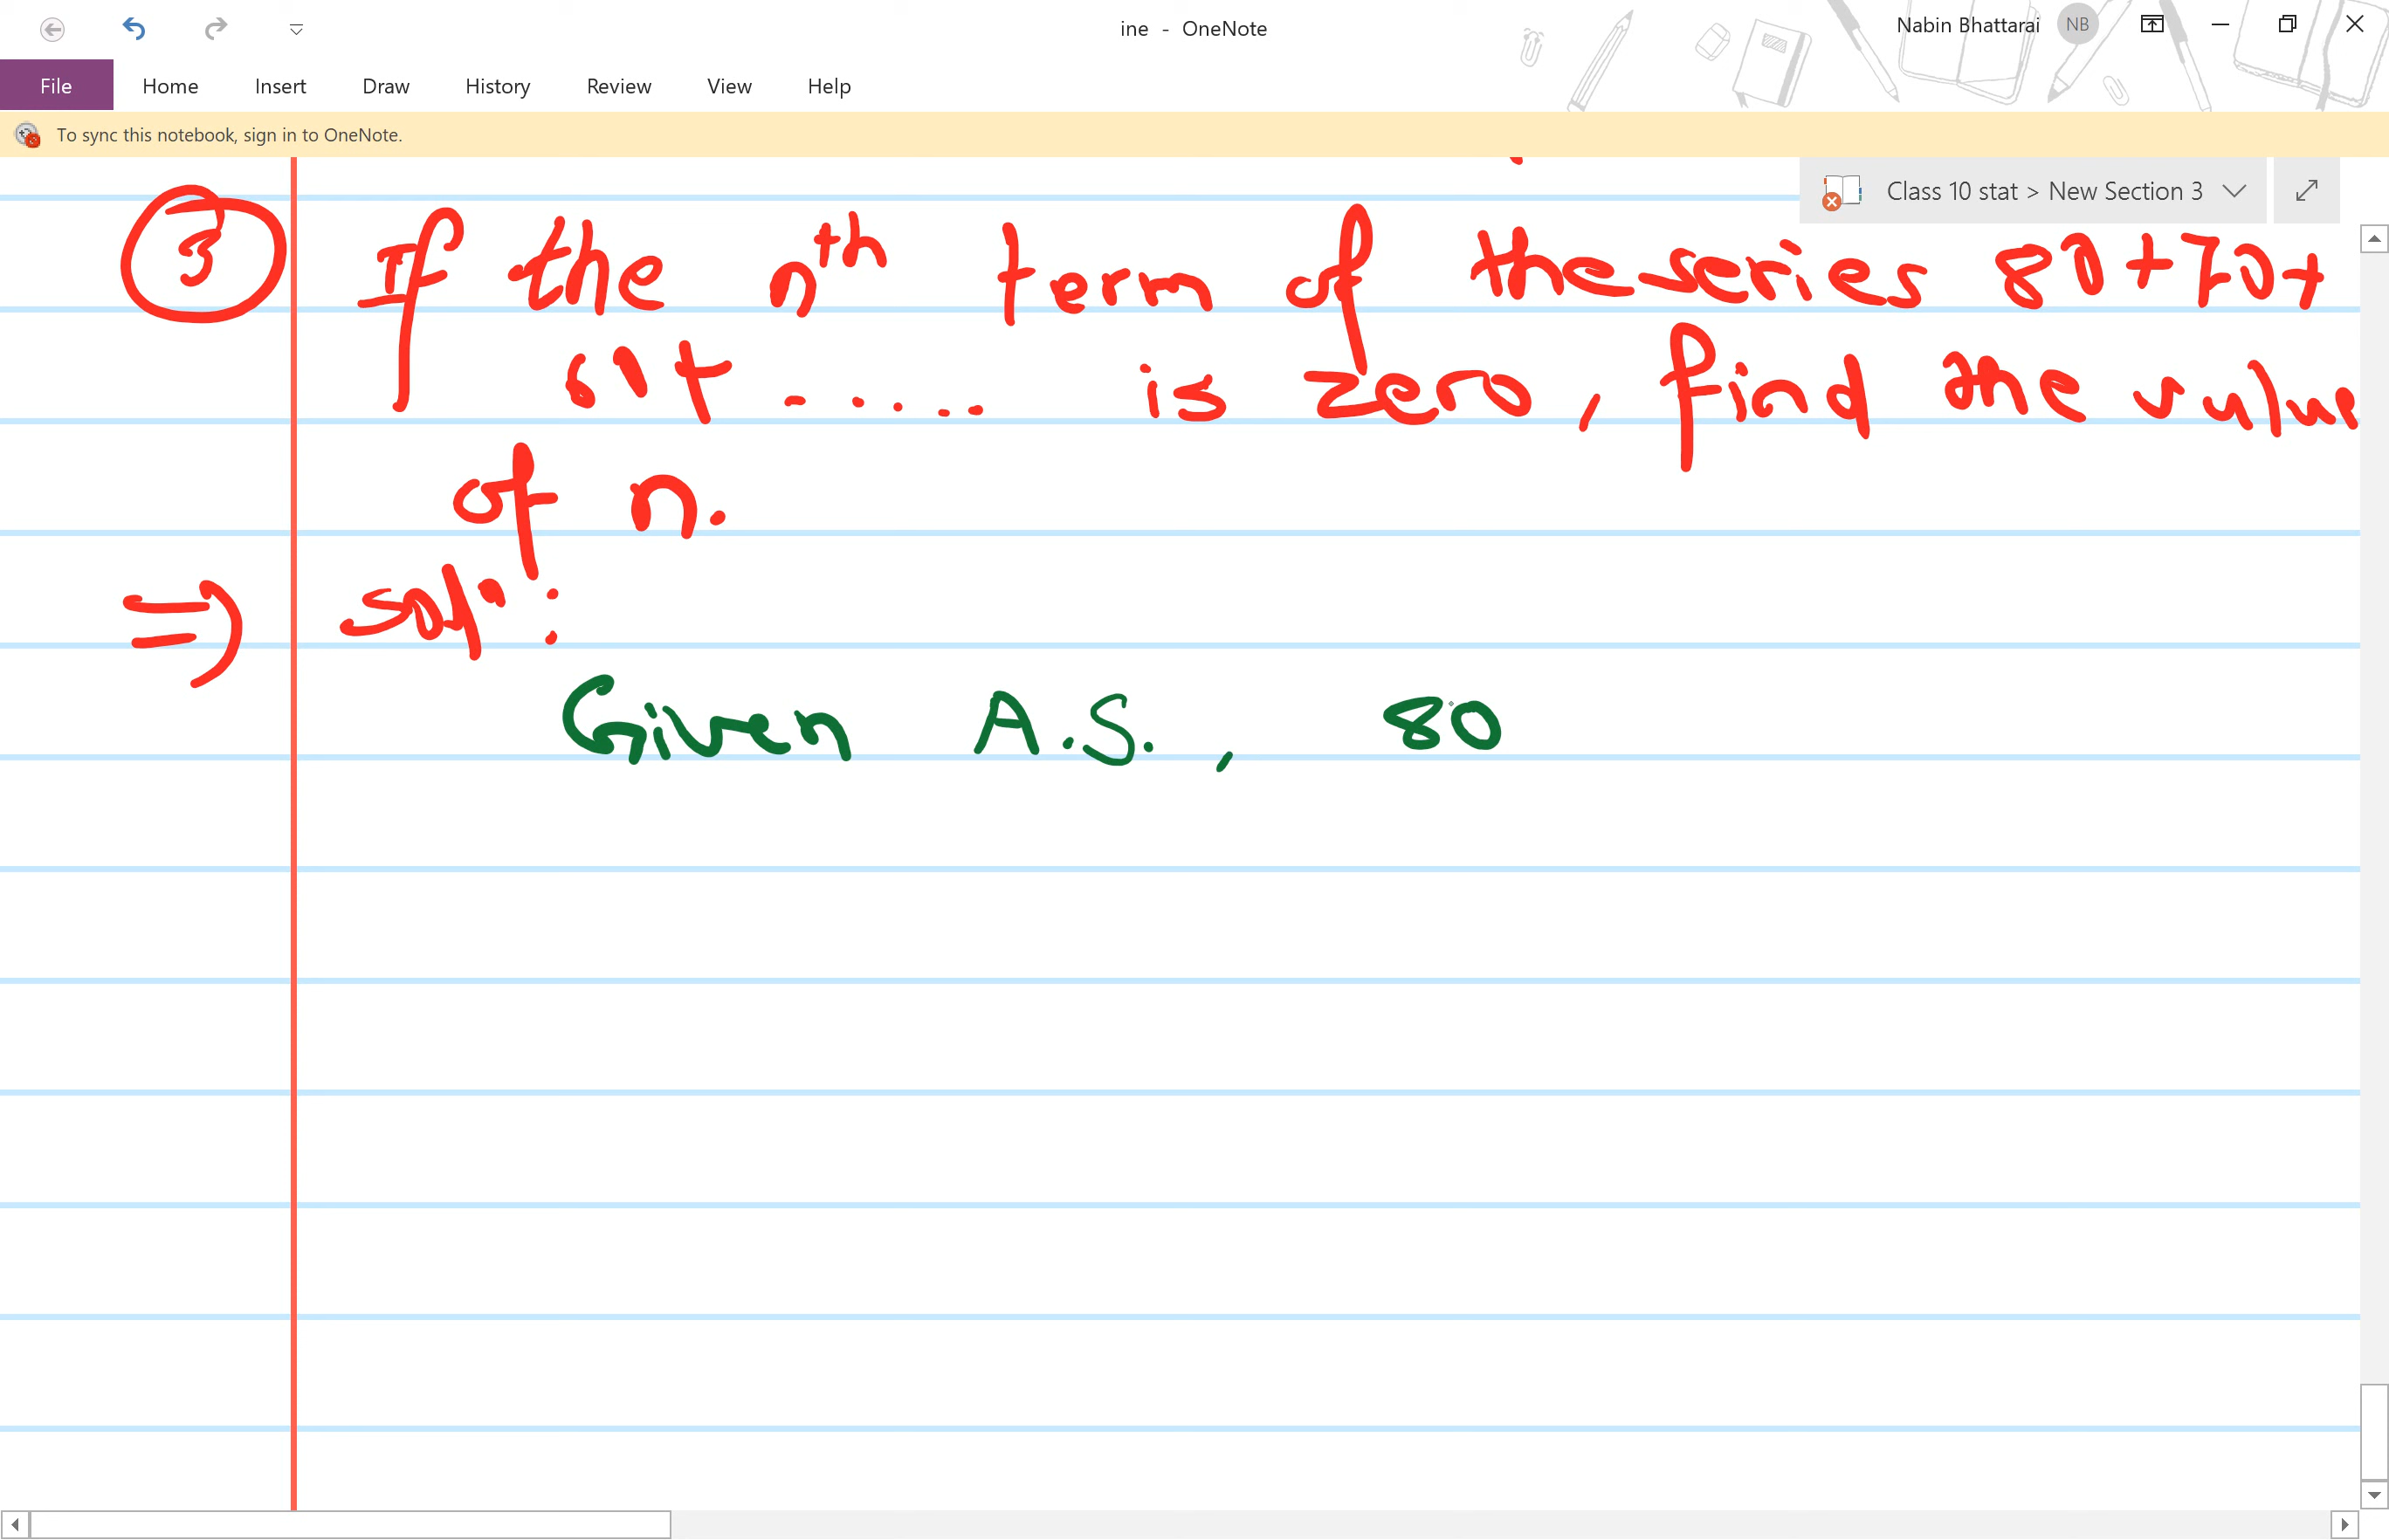 ine - OneNote
Nabin Bhattarai NB
File Home Insert Draw History Review View Help
To sync this notebook, sign in to OneNote.
Class 10 stat > New Section 3
3 If the nth term of the series 80+70+
60+ ..... is zero, find the value
of n.
=> soln:
Given A.S., 80